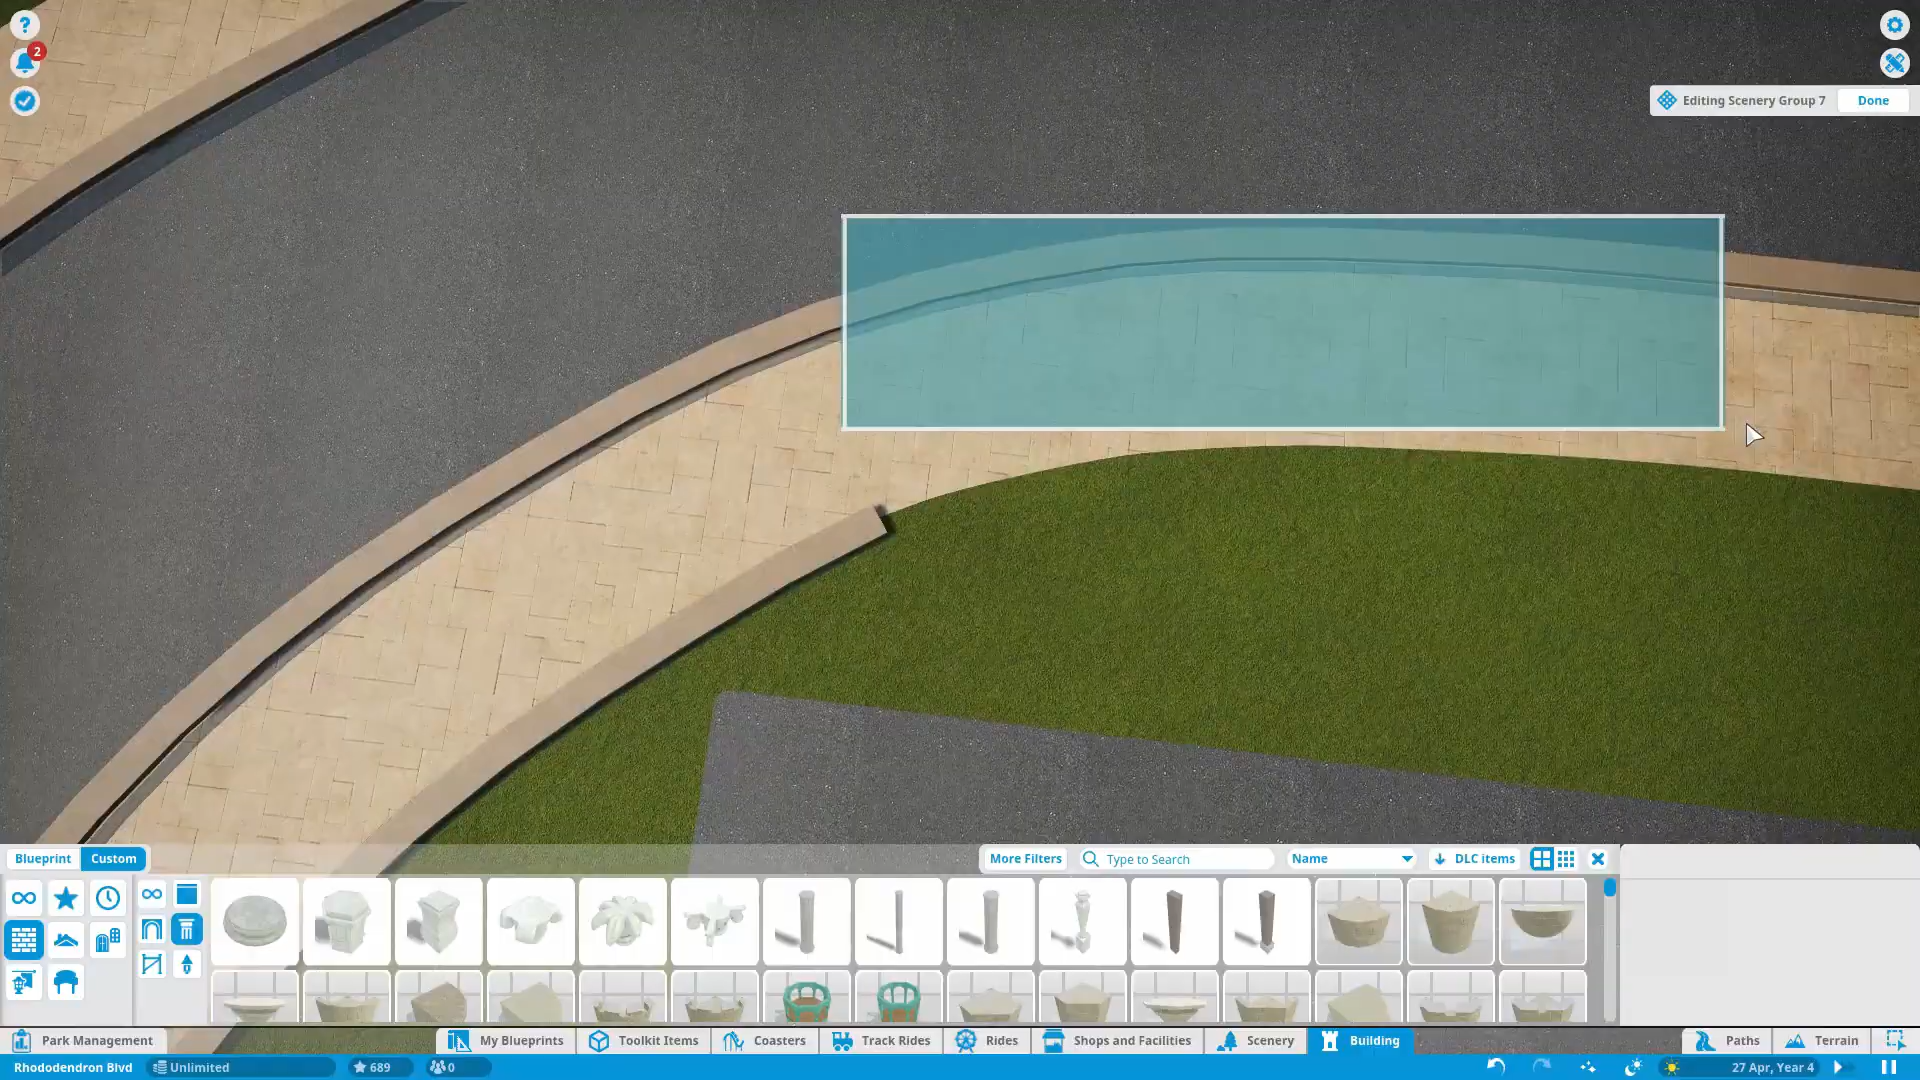 ?
2
Editing Scenery Group 7 Done
Blueprint Custom
More Filters Type to Search Name DLC items
Park Management My Blueprints Toolkit Items Coasters Track Rides Rides Shops and Facilities Scenery Building Paths Terrain
Rhododendron Blvd Unlimited 689 0 27 Apr, Year 4